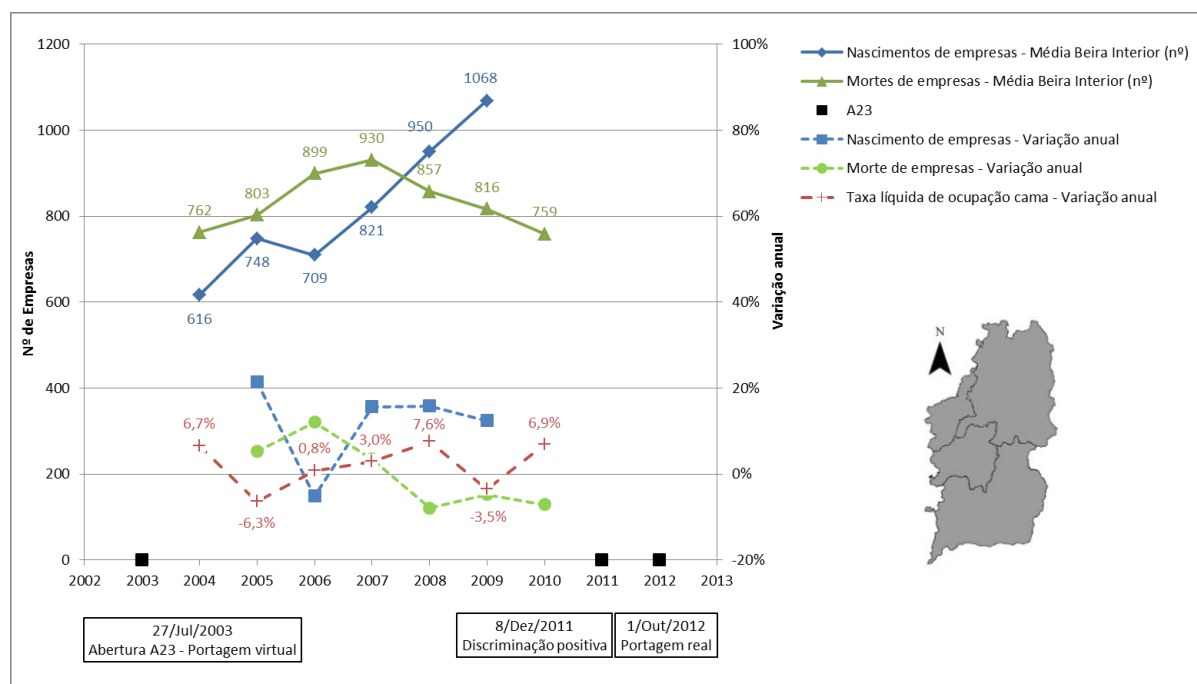 1200
1000
800
600
400
200
0
Nº de Empresas
100%
80%
60%
40%
20%
0%
-20%
Variação anual
1068
950
930
899
857
803
816
762
821
759
748
709
616
6,7%
0,8%
3,0%
7,6%
6,9%
-6,3%
-3,5%
2002 2003 2004 2005 2006 2007 2008 2009 2010 2011 2012 2013
27/Jul/2003
Abertura A23 - Portagem virtual
8/Dez/2011
Discriminação positiva
1/Out/2012
Portagem real
Nascimentos de empresas - Média Beira Interior (nº)
Mortes de empresas - Média Beira Interior (nº)
A23
Nascimento de empresas - Variação anual
Morte de empresas - Variação anual
Taxa líquida de ocupação cama - Variação anual
N